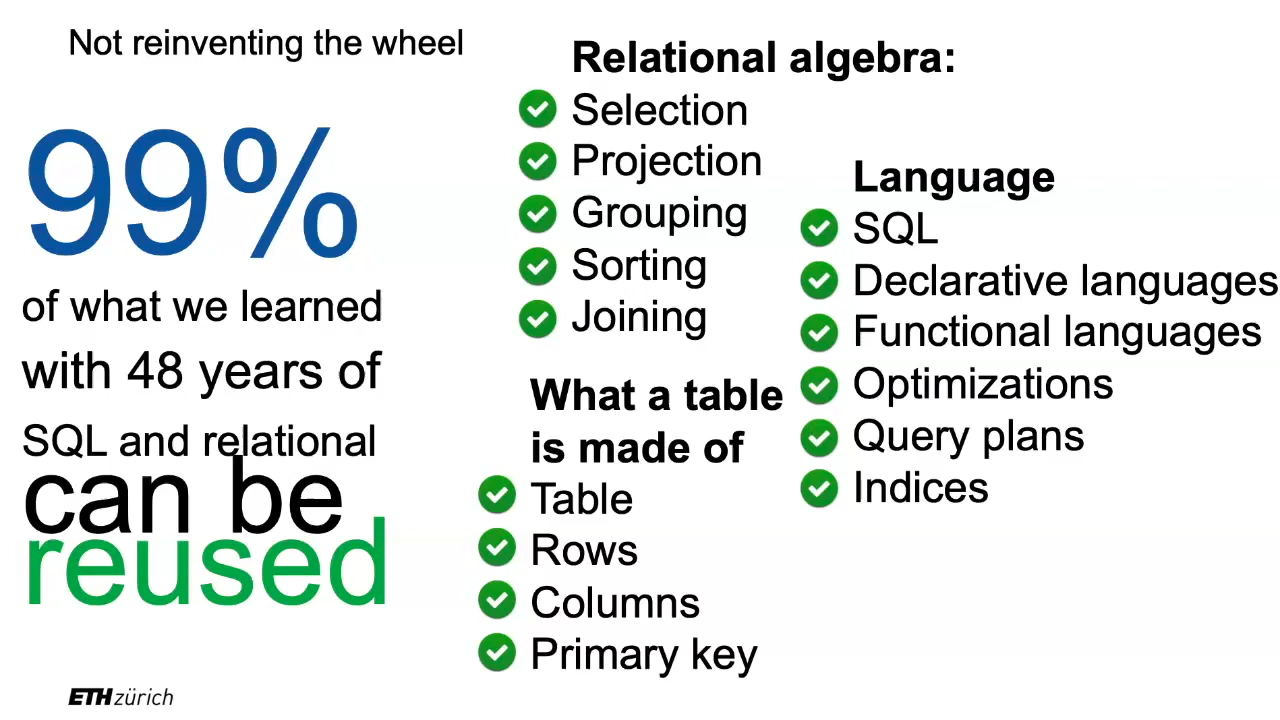 Not reinventing the wheel
99%
of what we learned
with 48 years of
SQL and relational
can be
reused
Relational algebra:
Selection
Projection
Grouping
Sorting
Joining
What a table
is made of
Table
Rows
Columns
Primary key
Language
SQL
Declarative languages
Functional languages
Optimizations
Query plans
Indices
ETH zürich